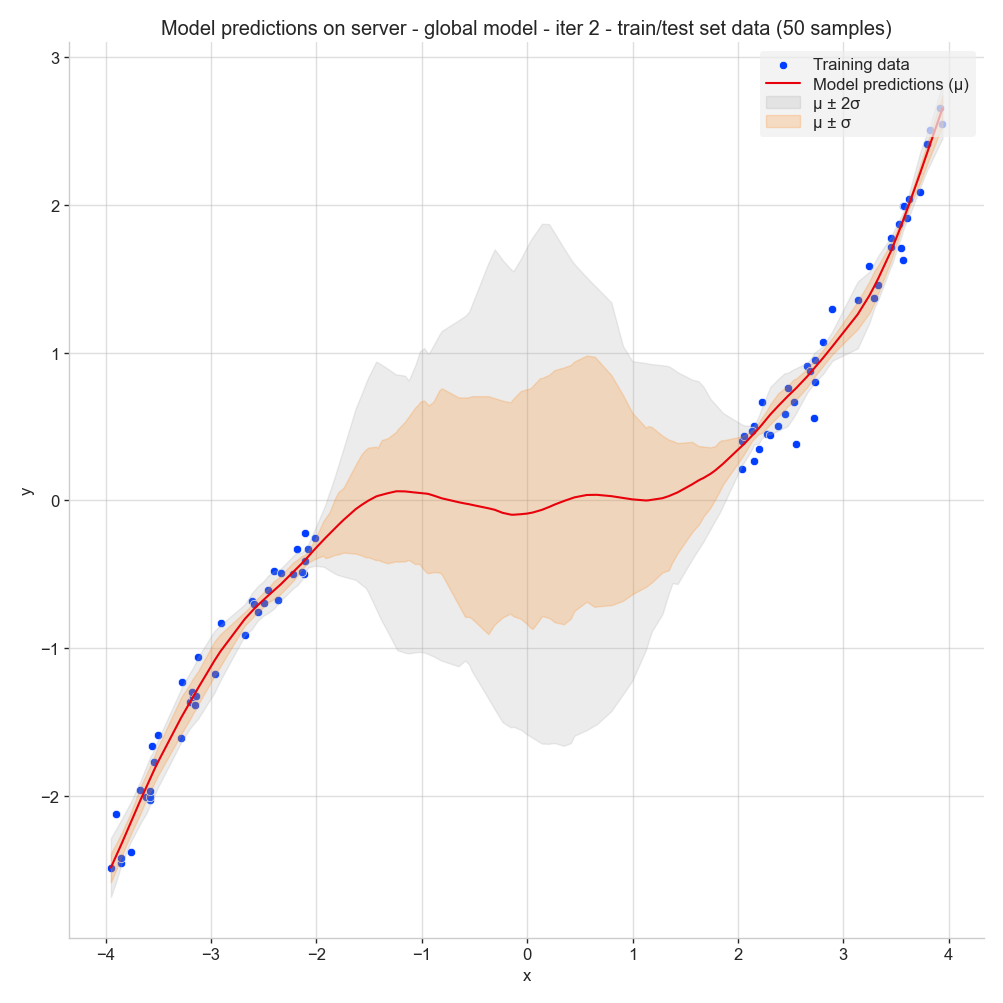 Model predictions on server - global model - iter 2 - train/test set data (50 samples)
Training data
Model predictions (μ)
μ ± 2σ
μ ± σ
3
2
1
0
−1
−2
y
−4 −3 −2 −1 0 1 2 3 4
x